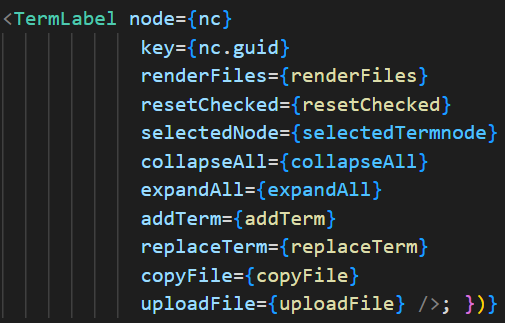 <TermLabel node={nc}
key={nc.guid}
renderFiles={renderFiles}
resetChecked={resetChecked}
selectedNode={selectedTermnode}
collapseAll={collapseAll}
expandAll={expandAll}
addTerm={addTerm}
replaceTerm={replaceTerm}
copyFile={copyFile}
uploadFile={uploadFile} />; })}